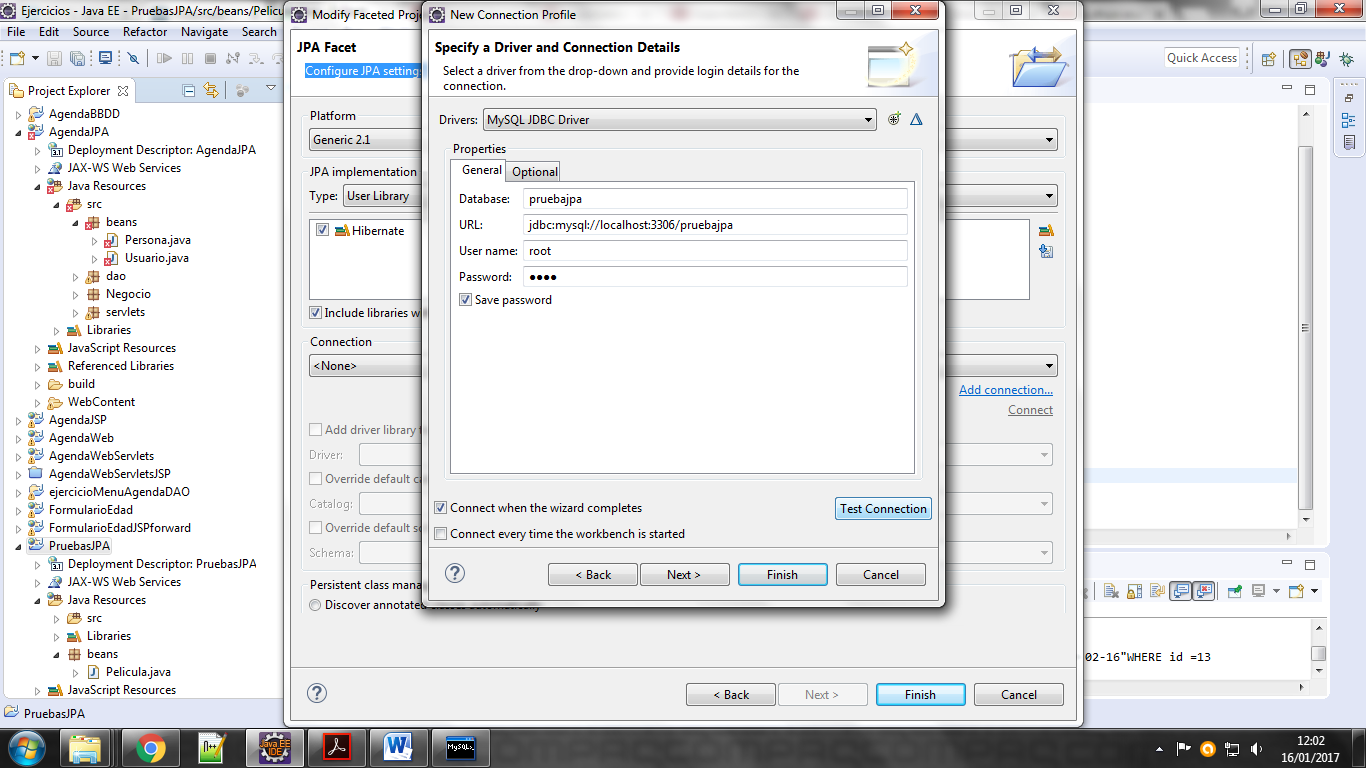 Ejercicios - Java EE - PruebasJPA/src/beans/Pelicu
File Edit Source Refactor Navigate Search
Quick Access
Project Explorer
AgendaBBDD
AgendaJPA
Deployment Descriptor: AgendaJPA
JAX-WS Web Services
Java Resources
src
beans
Persona.java
Usuario.java
dao
Negocio
servlets
Libraries
JavaScript Resources
Referenced Libraries
build
WebContent
AgendaJSP
AgendaWeb
AgendaWebServlets
AgendaWebServletsJSP
ejercicioMenuAgendaDAO
FormularioEdad
FormularioEdadJSPforward
PruebasJPA
Deployment Descriptor: PruebasJPA
JAX-WS Web Services
Java Resources
src
Libraries
beans
Pelicula.java
JavaScript Resources
PruebasJPA
Modify Faceted Proj
JPA Facet
Configure JPA setting
Platform
Generic 2.1
JPA implementation
Type: User Library
Hibernate
Include libraries w
Connection
<None>
Add connection...
Connect
Add driver library
Driver:
Override default ca
Catalog:
Override default sc
Schema:
Persistent class mana
Discover annotated classes automatically
< Back Next > Finish Cancel
New Connection Profile
Specify a Driver and Connection Details
Select a driver from the drop-down and provide login details for the
connection.
Drivers: MySQL JDBC Driver
Properties
General Optional
Database: pruebajpa
URL: jdbc:mysql://localhost:3306/pruebajpa
User name: root
Password: ●●●●
Save password
Connect when the wizard completes
Test Connection
Connect every time the workbench is started
< Back Next > Finish Cancel
02-16"WHERE id =13
Java EE
IDE
MySQL
12:02
16/01/2017